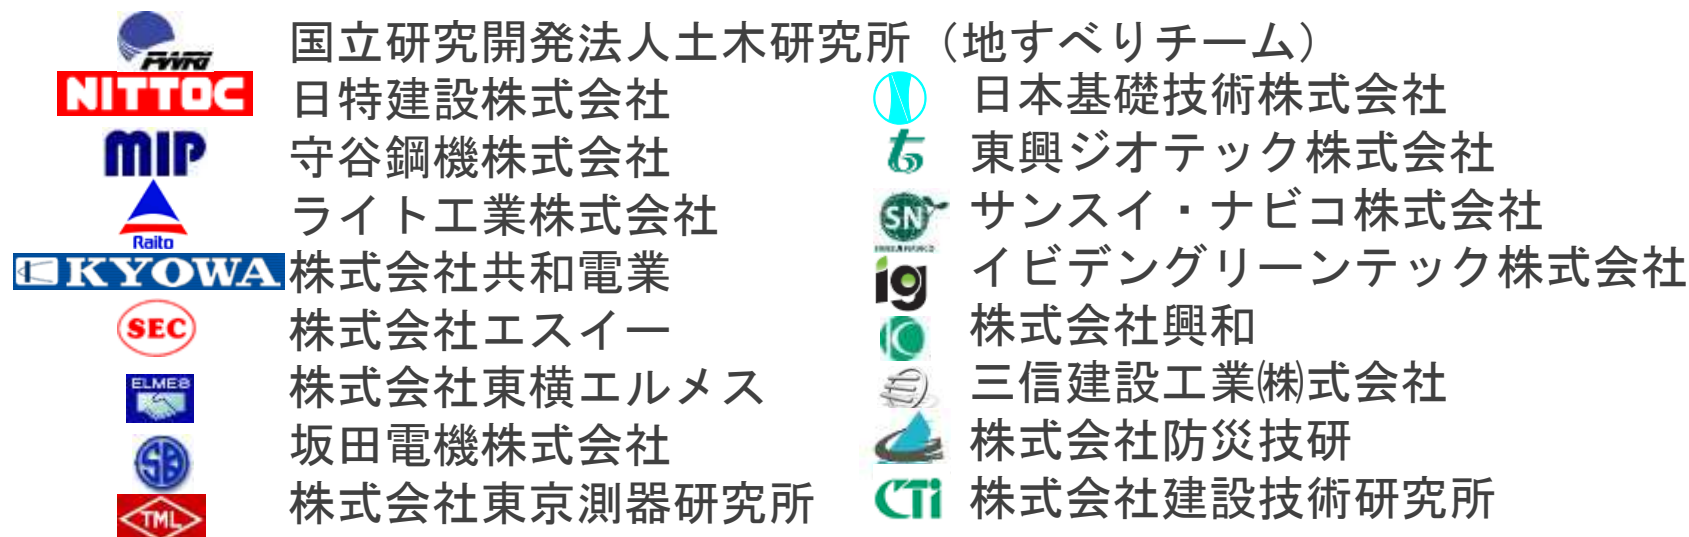 PWRI 国立研究開発法人土木研究所（地すべりチーム）
NITTOC 日特建設株式会社
MIP 守谷鋼機株式会社
Raito ライト工業株式会社
KYOWA 株式会社共和電業
SEC 株式会社エスイー
ELMES 株式会社東横エルメス
坂田電機株式会社
TML 株式会社東京測器研究所
日本基礎技術株式会社
東興ジオテック株式会社
SN サンスイ・ナビコ株式会社
ig イビデングリーンテック株式会社
株式会社興和
三信建設工業㈱式会社
株式会社防災技研
CTi 株式会社建設技術研究所